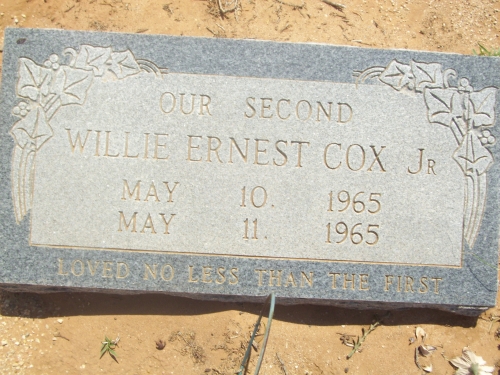 OUR SECOND
WILLIE ERNEST COX JR
MAY 10. 1965
MAY 11. 1965
LOVED NO LESS THAN THE FIRST